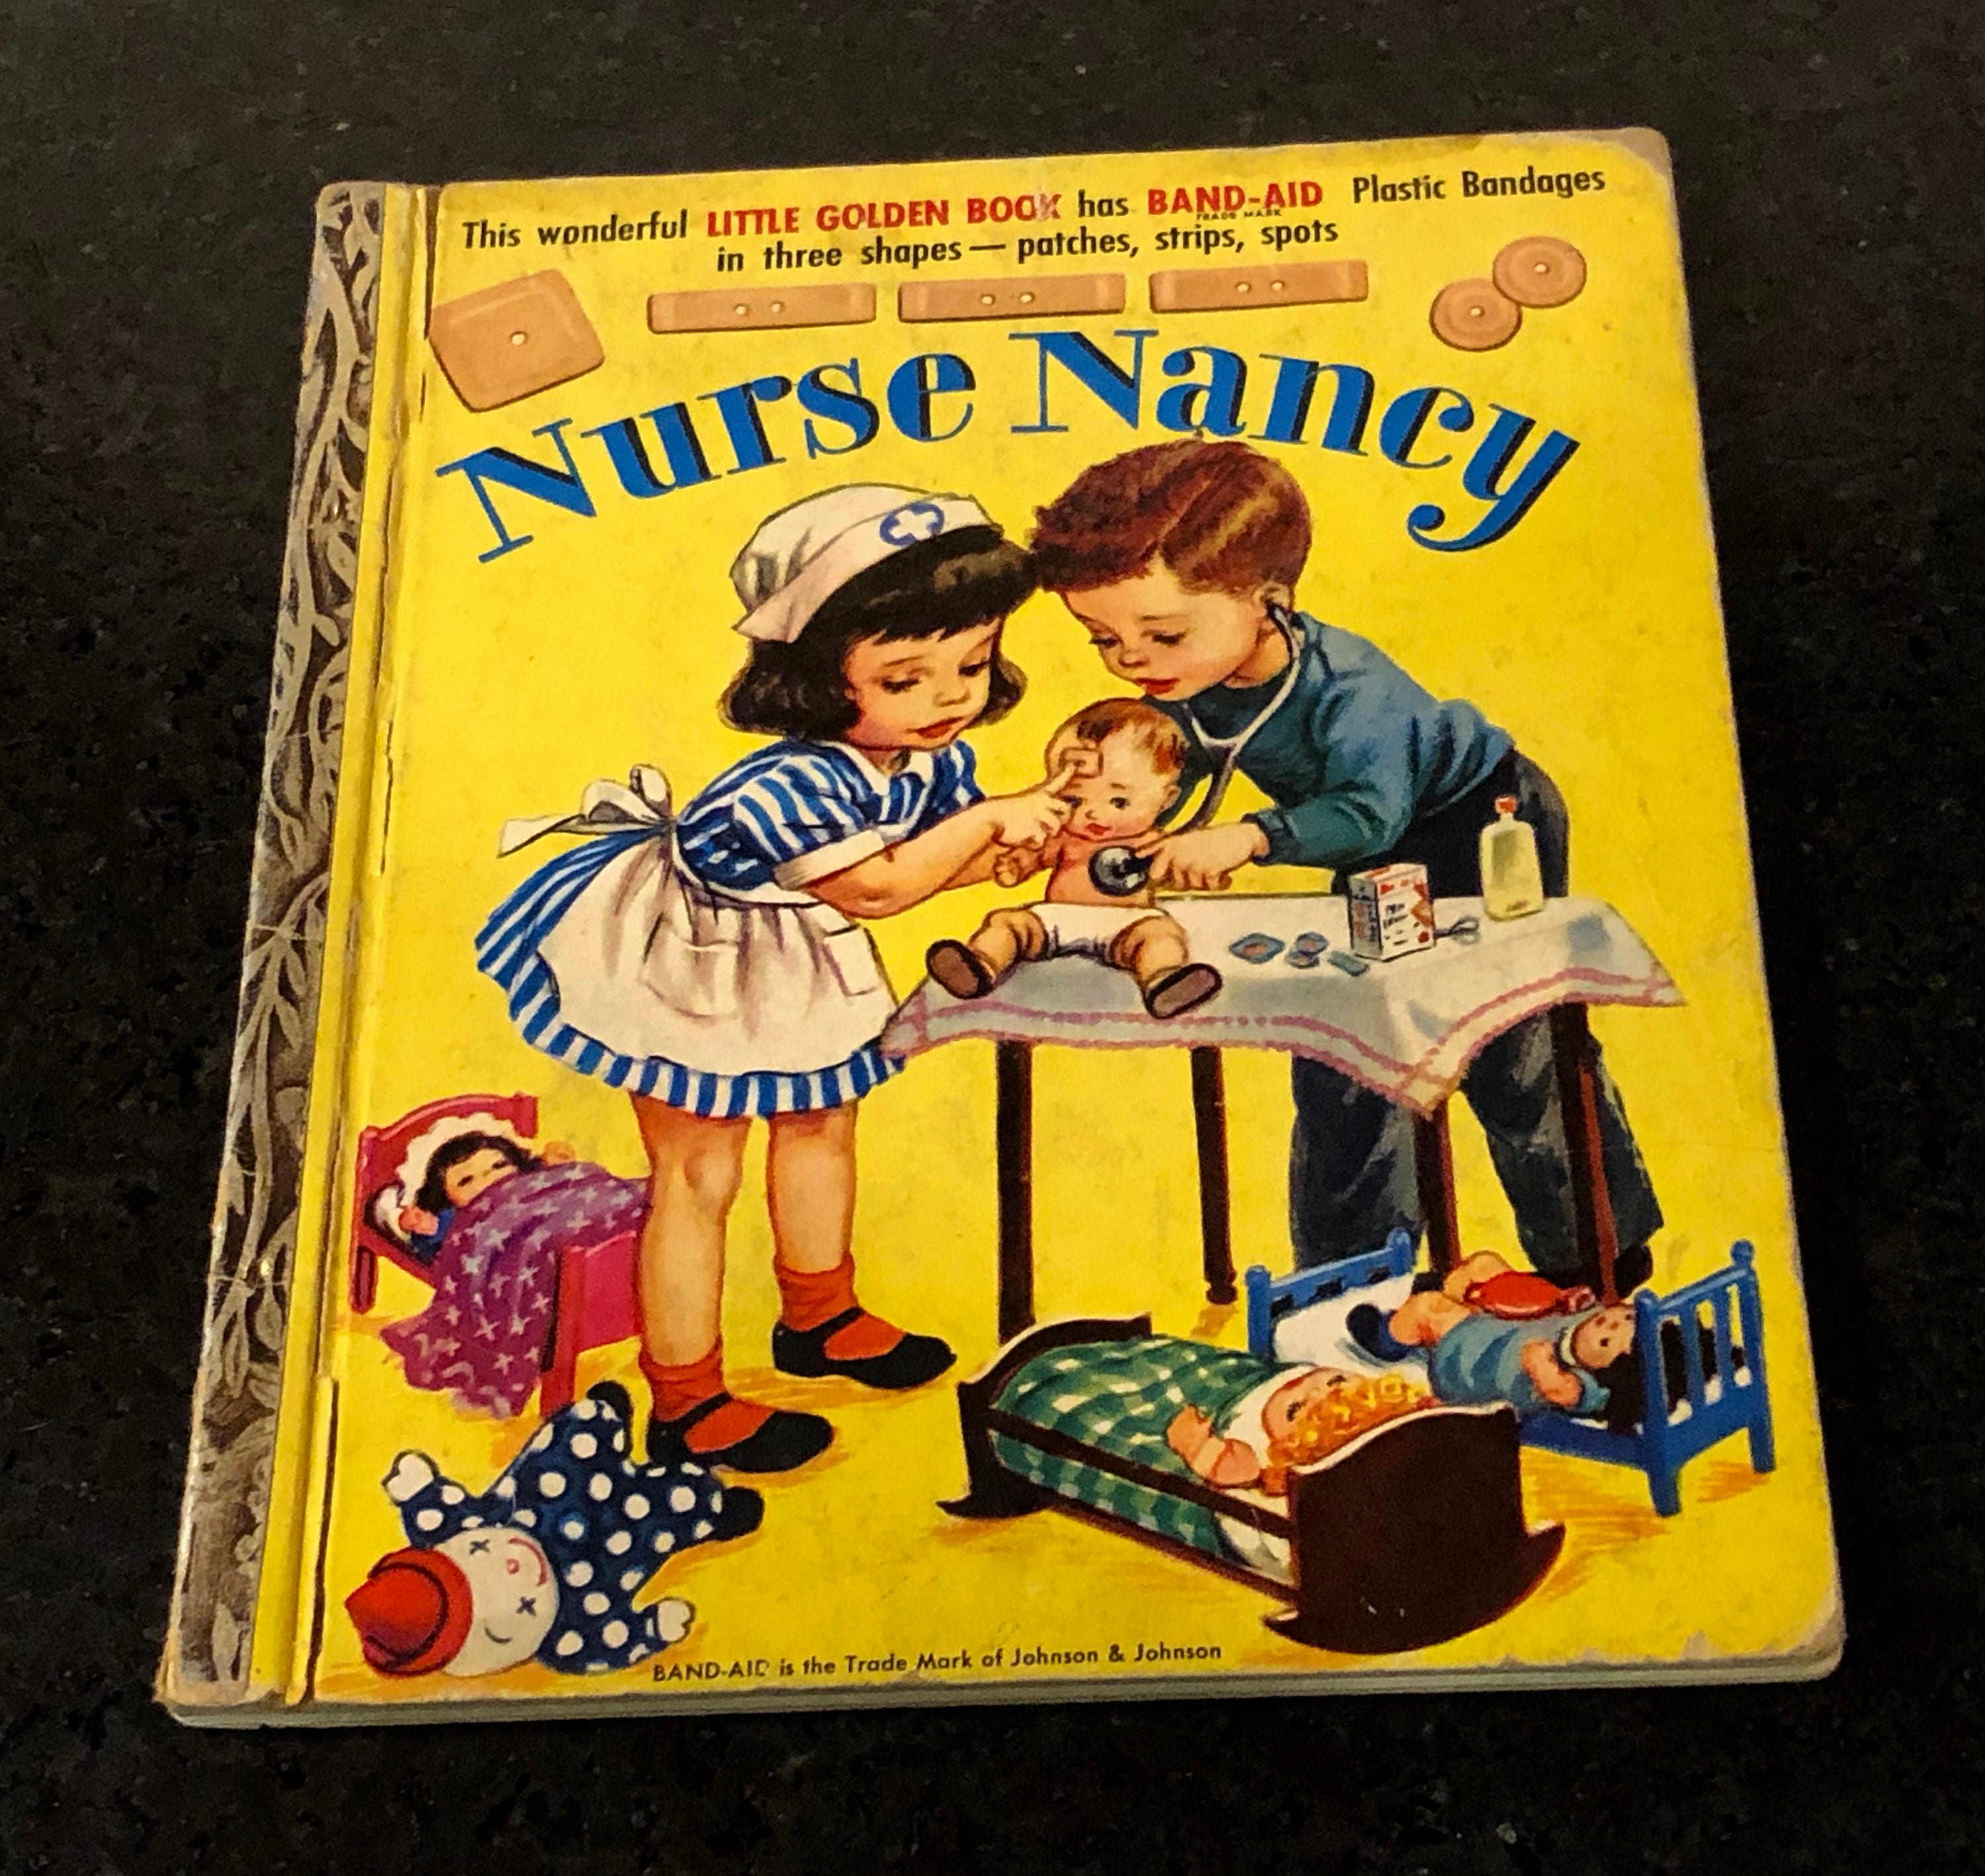 This wonderful LITTLE GOLDEN BOOK has BAND-AID Plastic Bandages
TRADE MARK
in three shapes — patches, strips, spots
Nurse Nancy
BAND-AID is the Trade Mark of Johnson & Johnson